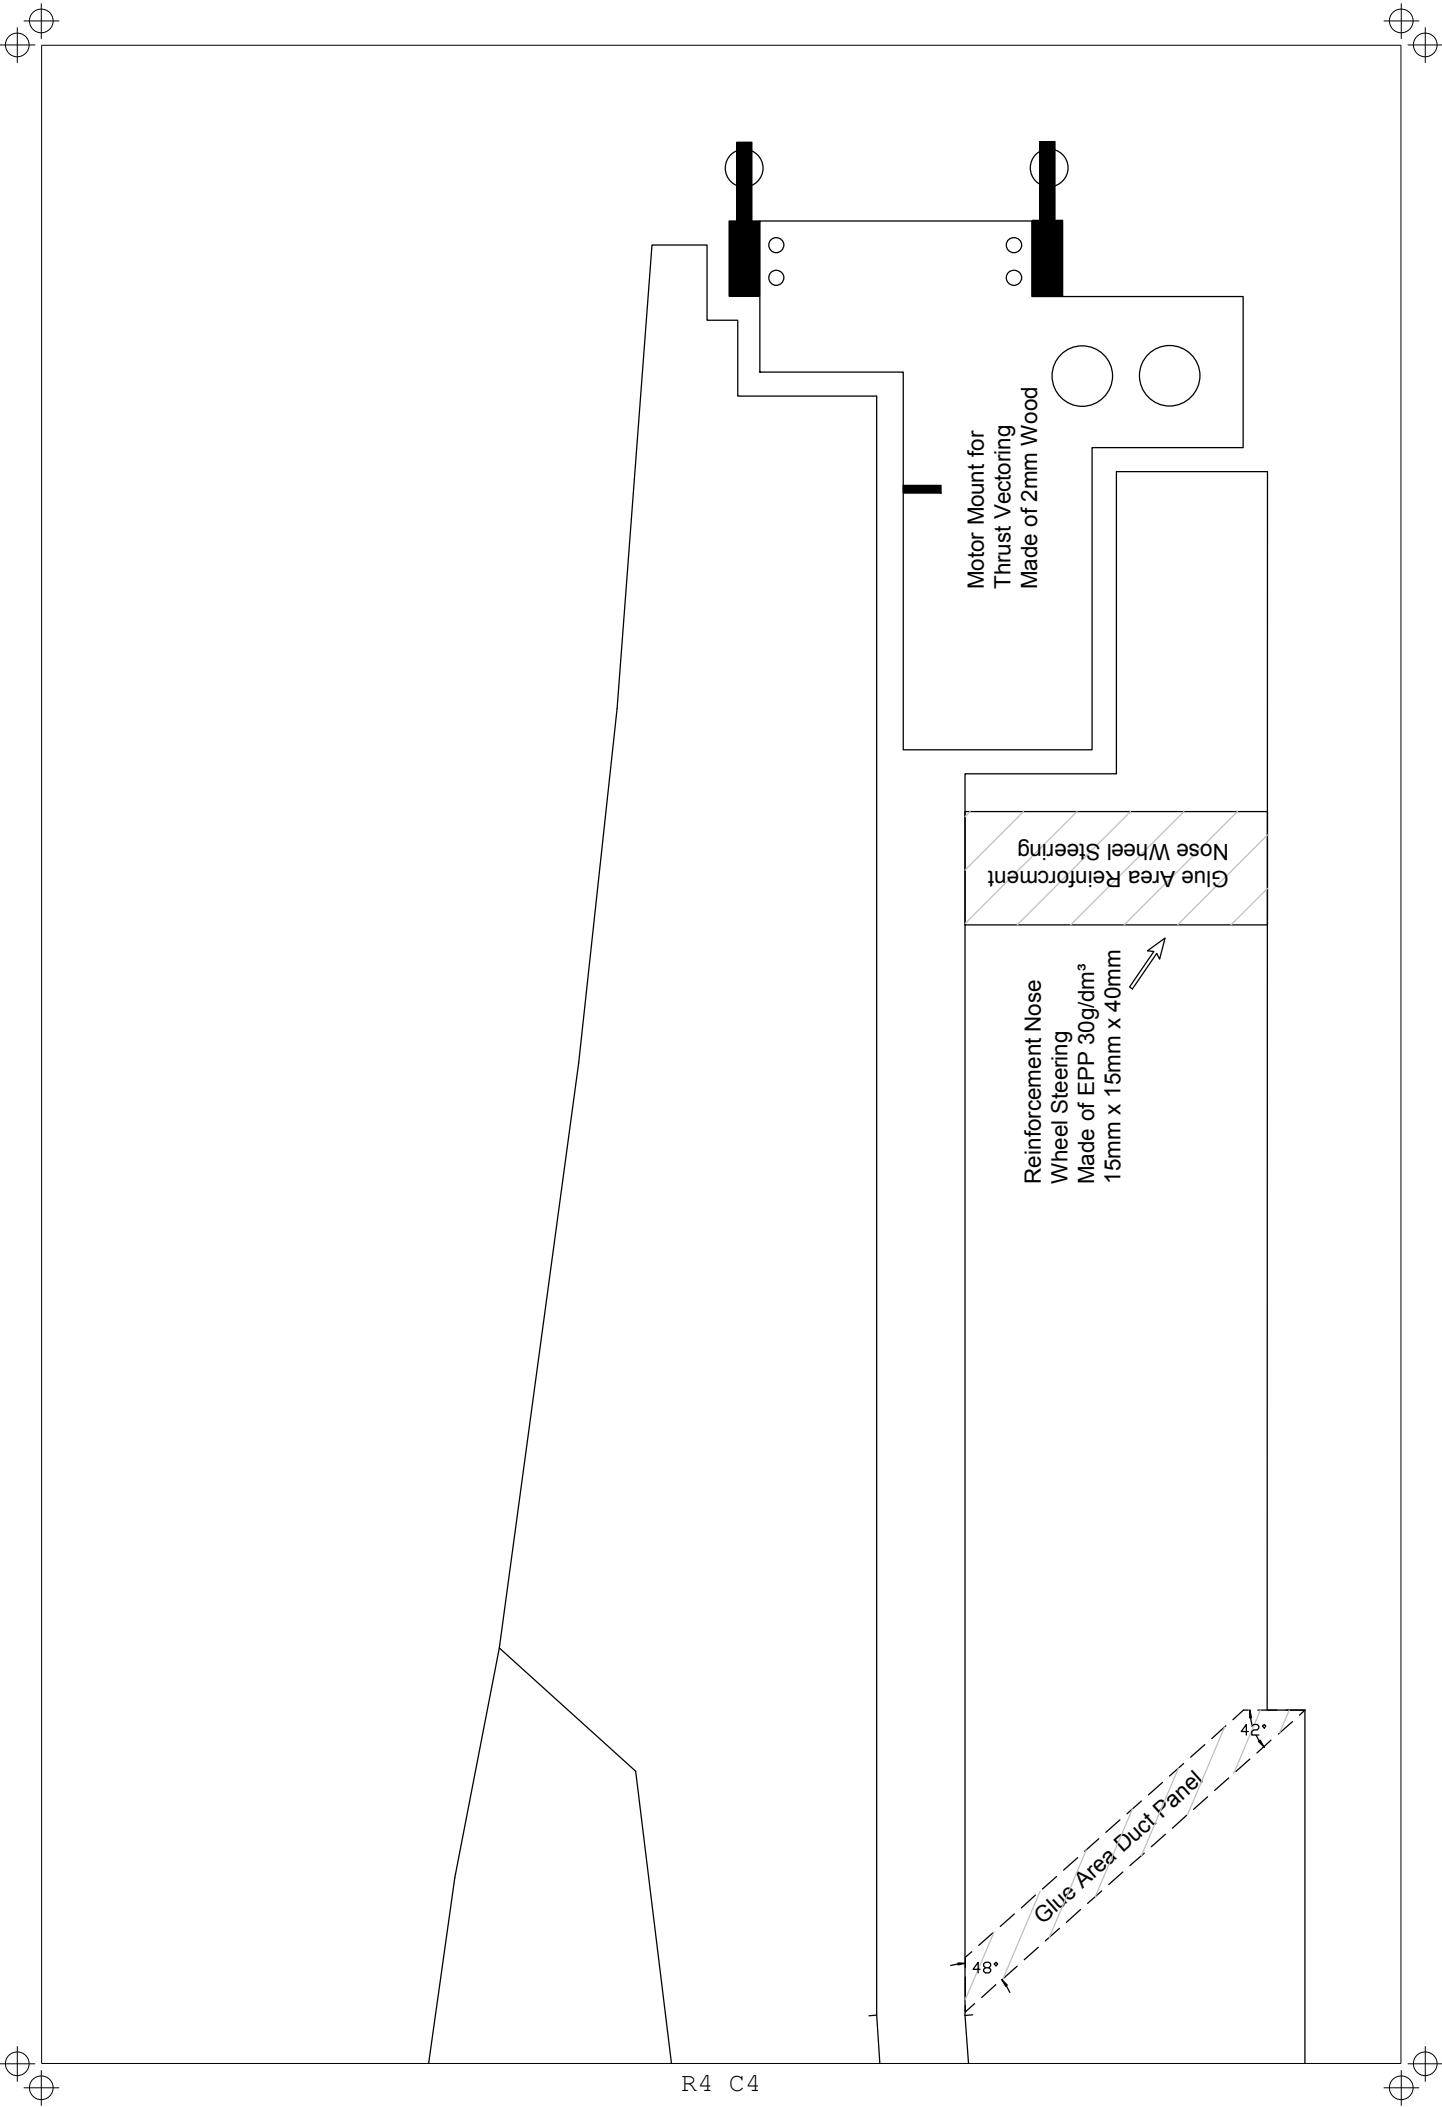 Motor Mount for
Thrust Vectoring
Made of 2mm Wood
Glue Area Reinforcment
Nose Wheel Steering
Reinforcement Nose
Wheel Steering
Made of EPP 30g/dm³
15mm x 15mm x 40mm
42°
Glue Area Duct Panel
48°
R4 C4